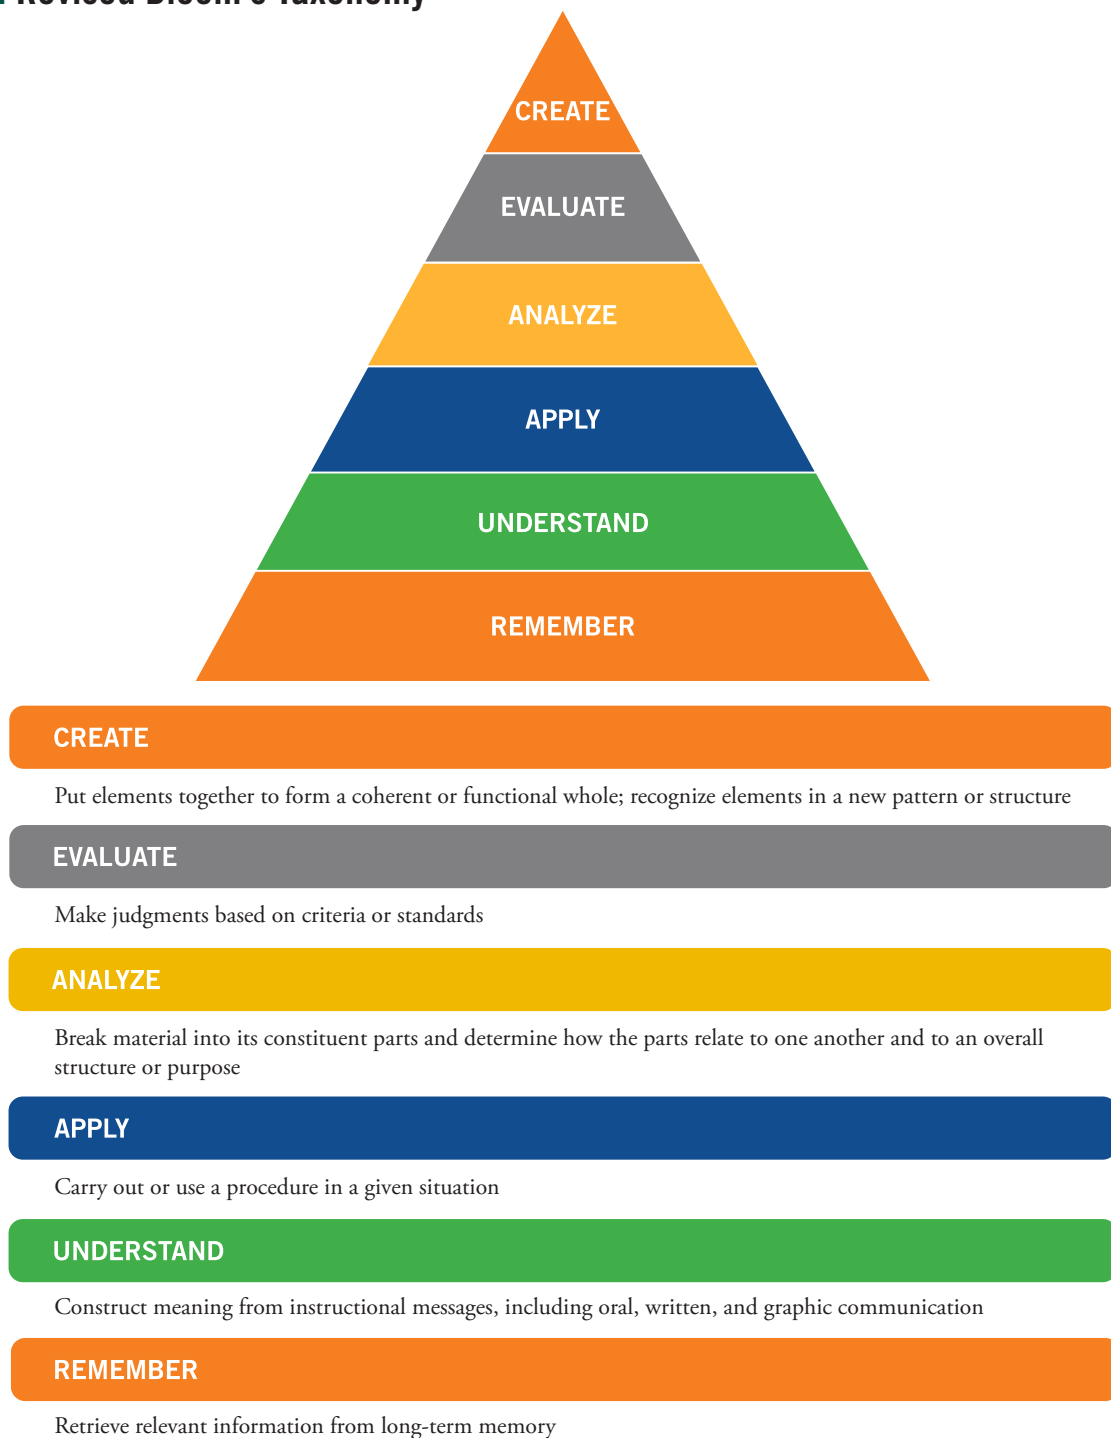 Revised Bloom's Taxonomy
CREATE
EVALUATE
ANALYZE
APPLY
UNDERSTAND
REMEMBER
CREATE
Put elements together to form a coherent or functional whole; recognize elements in a new pattern or structure
EVALUATE
Make judgments based on criteria or standards
ANALYZE
Break material into its constituent parts and determine how the parts relate to one another and to an overall
structure or purpose
APPLY
Carry out or use a procedure in a given situation
UNDERSTAND
Construct meaning from instructional messages, including oral, written, and graphic communication
REMEMBER
Retrieve relevant information from long-term memory